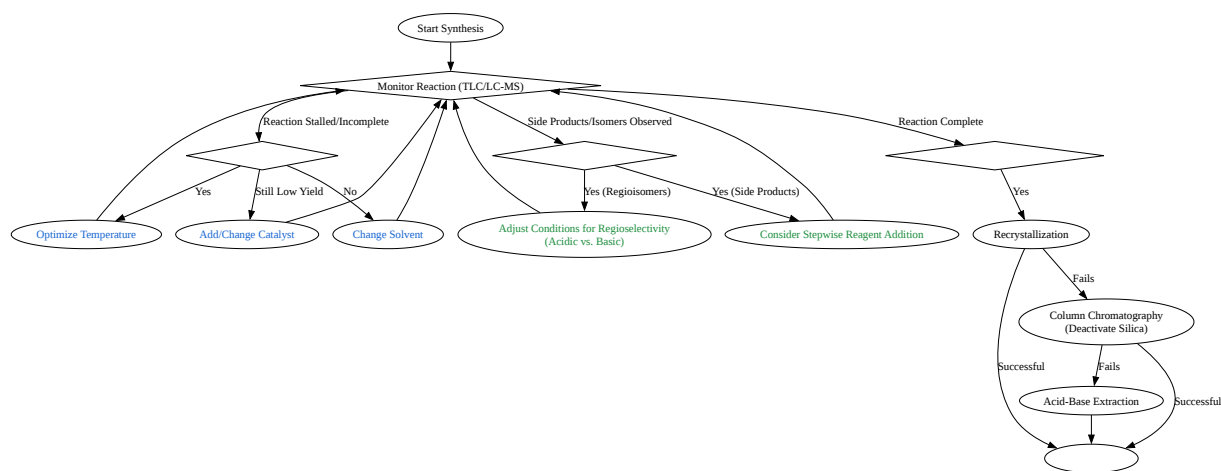 Start Synthesis
Monitor Reaction (TLC/LC-MS)
Reaction Stalled/Incomplete
Side Products/Isomers Observed
Reaction Complete
Yes
Still Low Yield
No
Yes (Regioisomers)
Yes (Side Products)
Yes
Optimize Temperature
Add/Change Catalyst
Change Solvent
Adjust Conditions for Regioselectivity
(Acidic vs. Basic)
Consider Stepwise Reagent Addition
Recrystallization
Fails
Column Chromatography
(Deactivate Silica)
Successful
Fails
Acid-Base Extraction
Successful